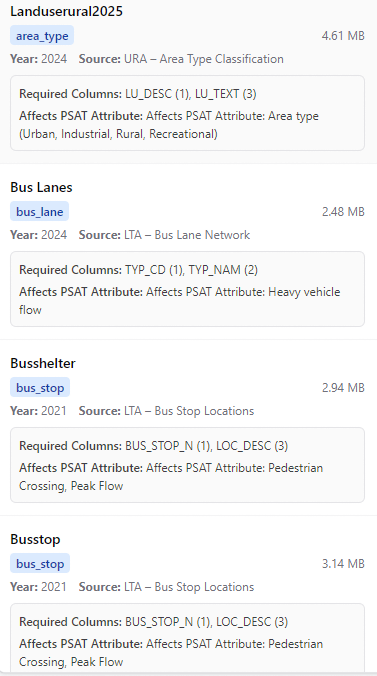 Landuserural2025
area_type 4.61 MB
Year: 2024 Source: URA – Area Type Classification
Required Columns: LU_DESC (1), LU_TEXT (3)
Affects PSAT Attribute: Affects PSAT Attribute: Area type
(Urban, Industrial, Rural, Recreational)
Bus Lanes
bus_lane 2.48 MB
Year: 2024 Source: LTA – Bus Lane Network
Required Columns: TYP_CD (1), TYP_NAM (2)
Affects PSAT Attribute: Affects PSAT Attribute: Heavy vehicle
flow
Busshelter
bus_stop 2.94 MB
Year: 2021 Source: LTA – Bus Stop Locations
Required Columns: BUS_STOP_N (1), LOC_DESC (3)
Affects PSAT Attribute: Affects PSAT Attribute: Pedestrian
Crossing, Peak Flow
Busstop
bus_stop 3.14 MB
Year: 2021 Source: LTA – Bus Stop Locations
Required Columns: BUS_STOP_N (1), LOC_DESC (3)
Affects PSAT Attribute: Affects PSAT Attribute: Pedestrian
Crossing, Peak Flow